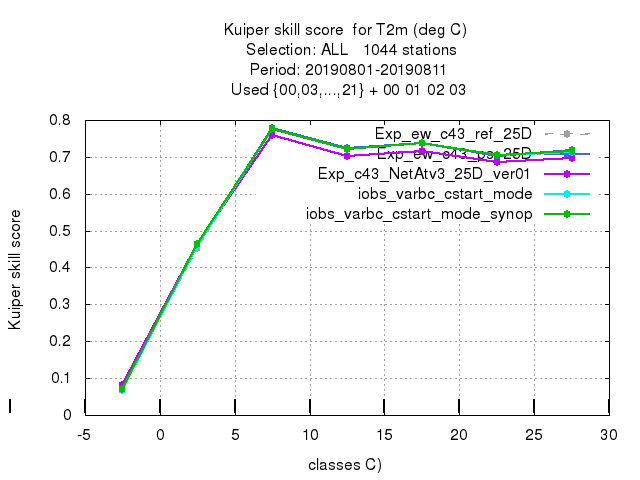 Kuiper skill score  for T2m (deg C)
Selection: ALL   1044 stations
Period: 20190801-20190811
Used {00,03,...,21} + 00 01 02 03
Kuiper skill score
0.8
0.7
0.6
0.5
0.4
0.3
0.2
0.1
0
Exp_ew_c43_ref_25D
Exp_c43_NetAtv3_25D_ver01
iobs_varbc_cstart_mode
iobs_varbc_cstart_mode_synop
-5 0 5 10 15 20 25 30
classes C)